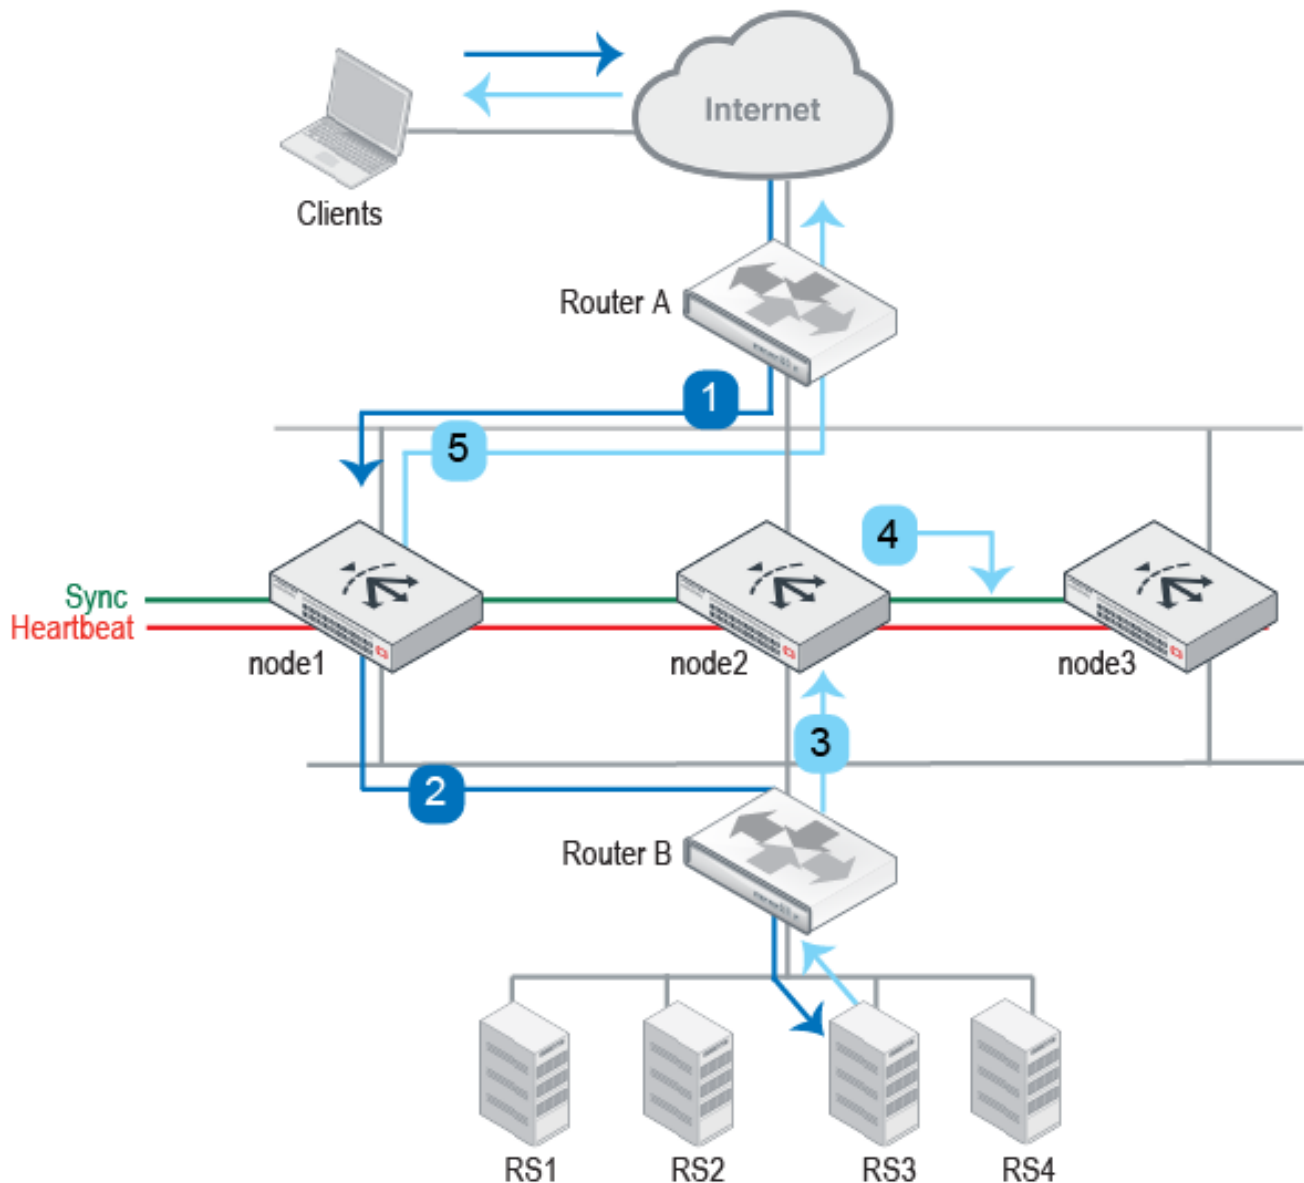 Internet
Clients
Router A
1
5
4
Sync
Heartbeat
node1
node2
node3
3
2
Router B
RS1
RS2
RS3
RS4